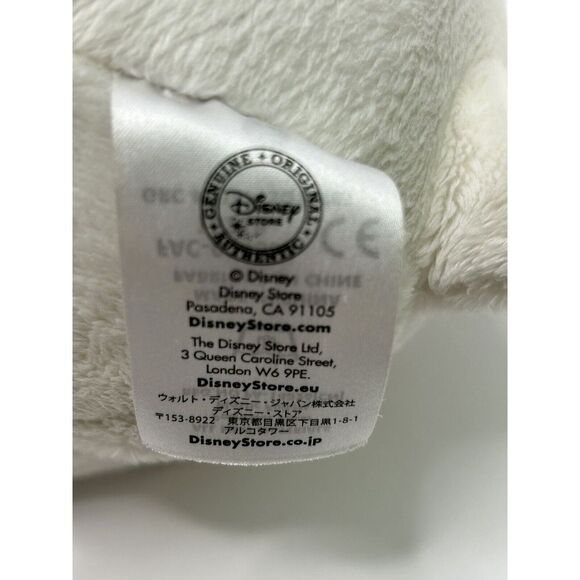 GENUINE • ORIGINAL
Disney
STORE
AUTHENTIC
CE
© Disney
Disney Store
Pasadena, CA 91105
DisneyStore.com
The Disney Store Ltd,
3 Queen Caroline Street,
London W6 9PE.
DisneyStore.eu
ウォルト・ディズニー・ジャパン株式会社
ディズニー・ストア
〒153-8922 東京都目黒区下目黒1-8-1
アルコタワー
DisneyStore.co.jp